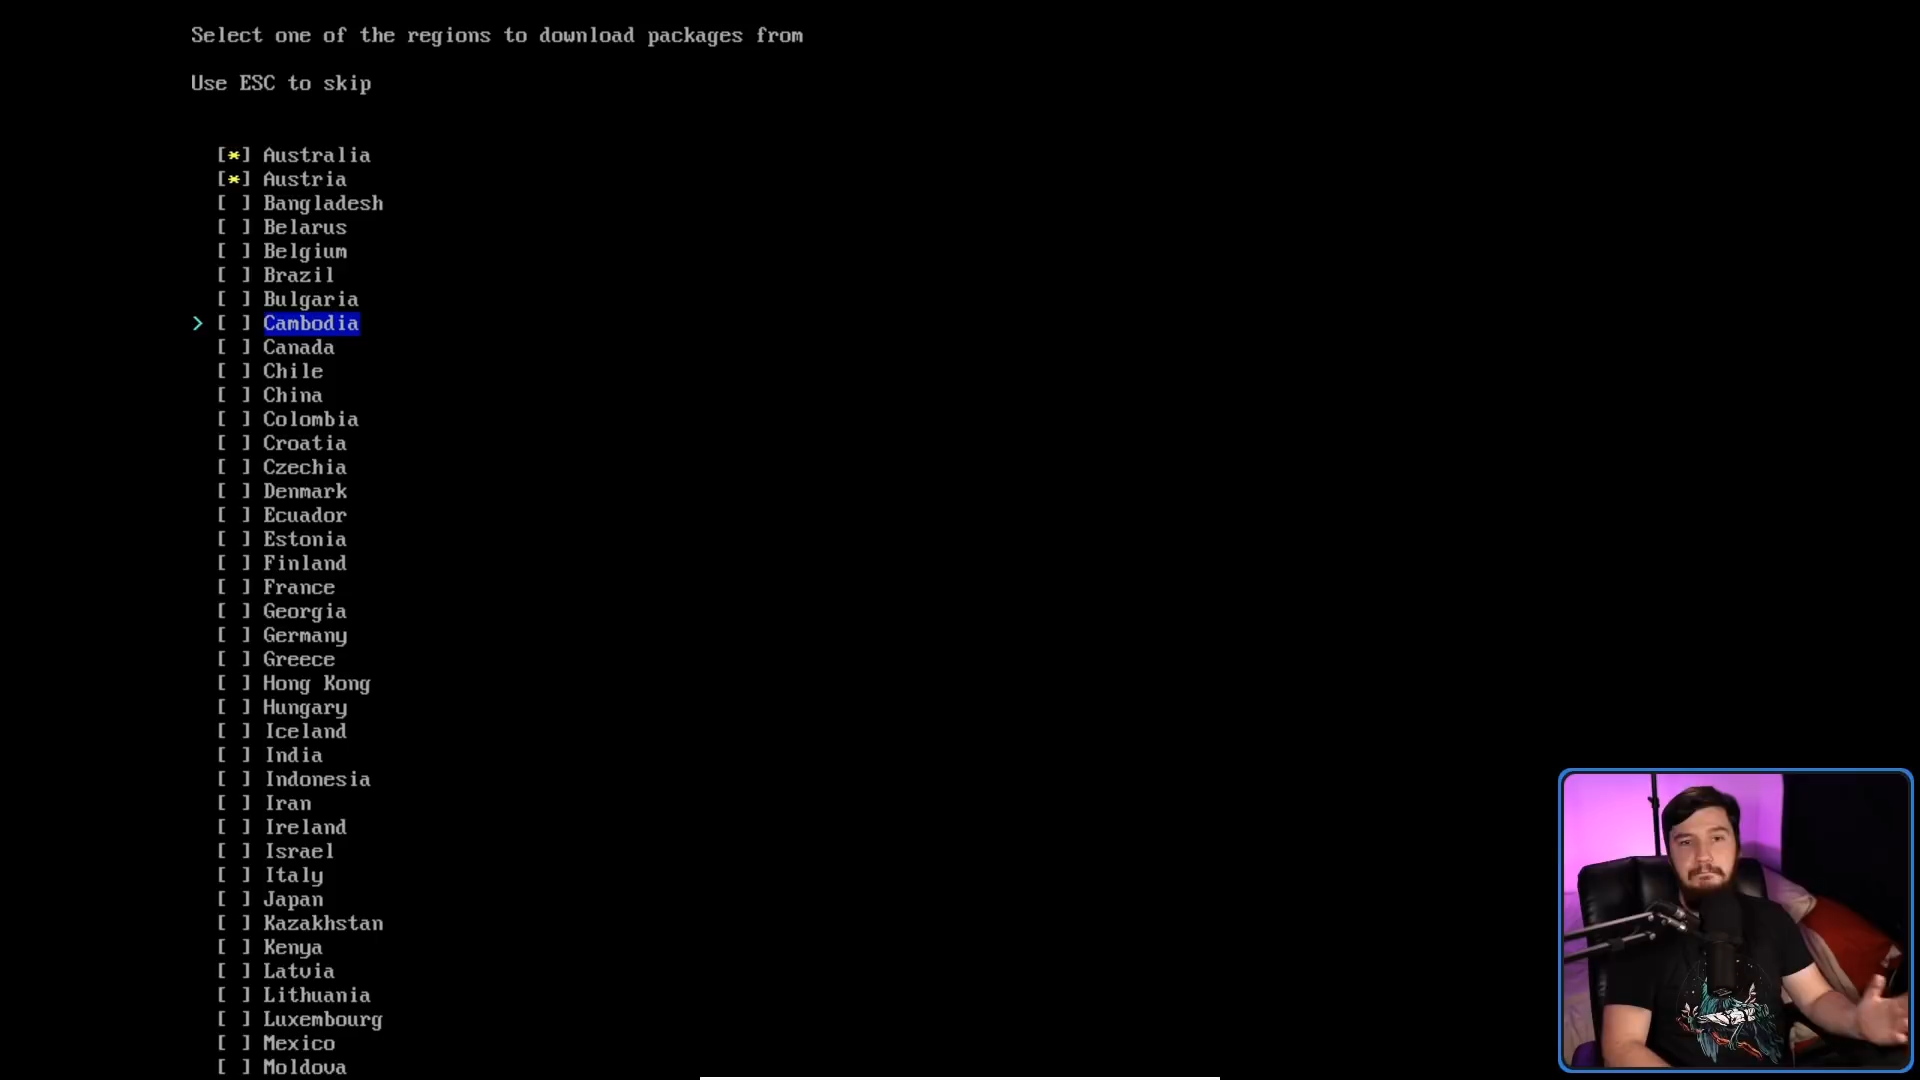 Select one of the regions to download packages from
Use ESC to skip
[*] Australia
[*] Austria
[ ] Bangladesh
[ ] Belarus
[ ] Belgium
[ ] Brazil
[ ] Bulgaria
> [ ] Cambodia
[ ] Canada
[ ] Chile
[ ] China
[ ] Colombia
[ ] Croatia
[ ] Czechia
[ ] Denmark
[ ] Ecuador
[ ] Estonia
[ ] Finland
[ ] France
[ ] Georgia
[ ] Germany
[ ] Greece
[ ] Hong Kong
[ ] Hungary
[ ] Iceland
[ ] India
[ ] Indonesia
[ ] Iran
[ ] Ireland
[ ] Israel
[ ] Italy
[ ] Japan
[ ] Kazakhstan
[ ] Kenya
[ ] Latvia
[ ] Lithuania
[ ] Luxembourg
[ ] Mexico
[ ] Moldova